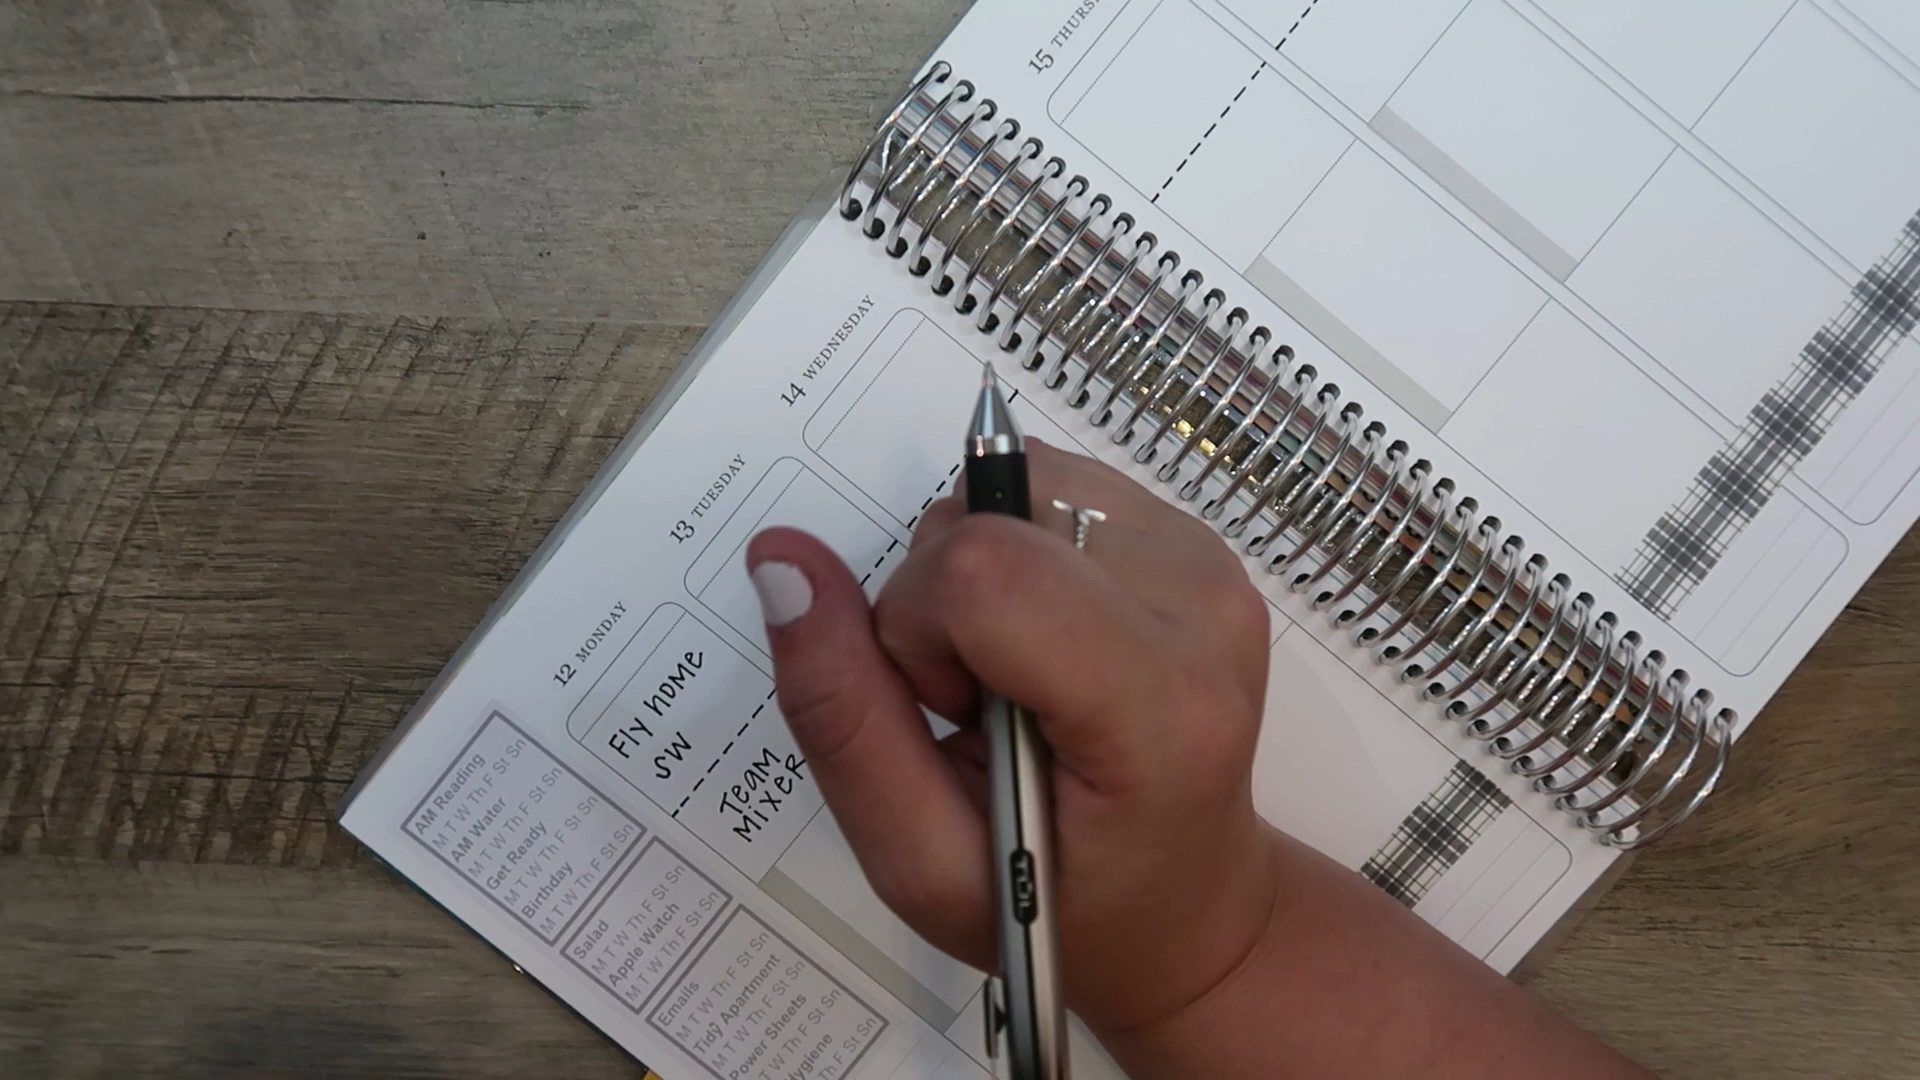 15 THURS
14 WEDNESDAY
13 TUESDAY
12 MONDAY
Fly home
SW
Team
Mixer
AM Reading
M T W Th F St Sn
AM Water
M T W Th F St Sn
Get Ready
M T W Th F St Sn
Birthday
M T W Th F St Sn
Salad
M T W Th F St Sn
Apple Watch
M T W Th F St Sn
Emails
M T W Th F St Sn
Tidy Apartment
M T W Th F St Sn
Power Sheets
T W Th F St Sn
ygiene
Th F St Sn
TUL